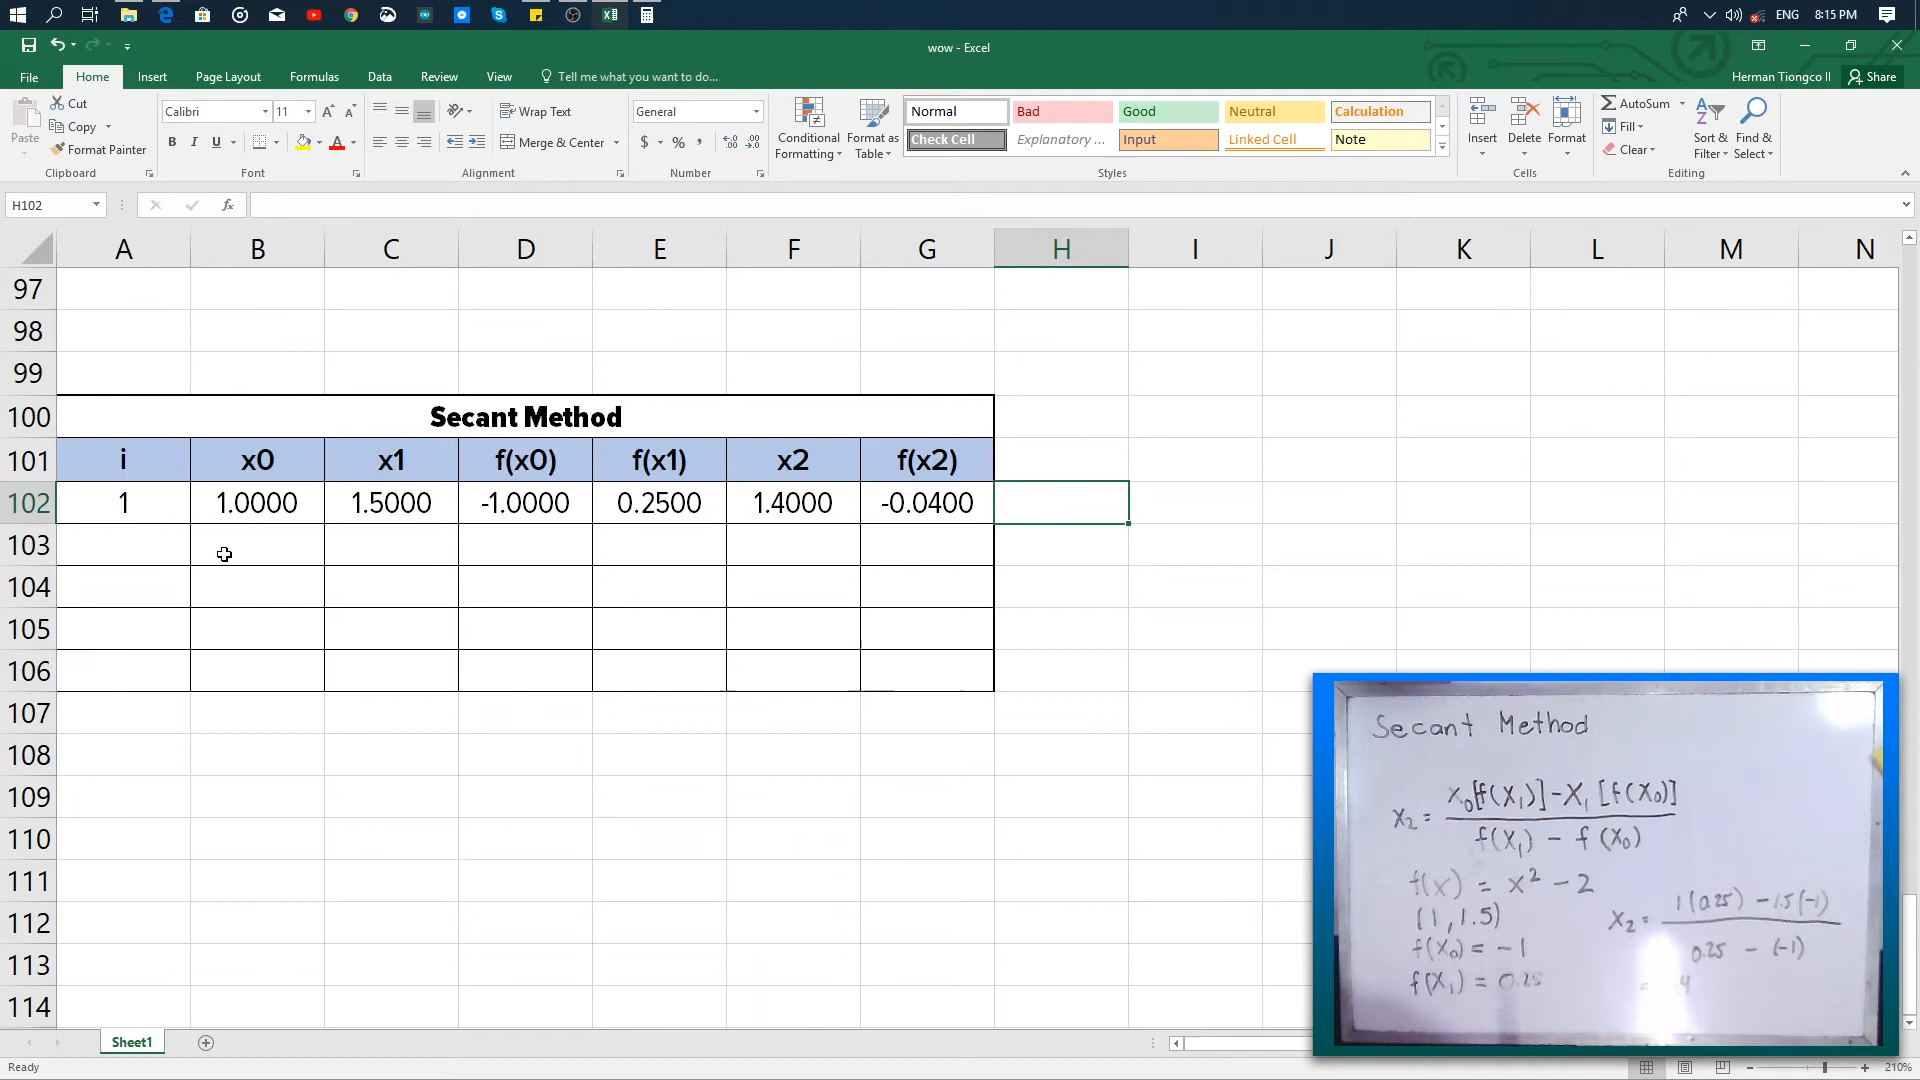 ENG
8:15 PM
wow - Excel
File
Home
Insert
Page Layout
Formulas
Data
Review
View
Tell me what you want to do...
Herman Tiongco II
Share
Paste
Cut
Copy
Format Painter
Clipboard
Calibri
11
B I U
Font
Wrap Text
Merge & Center
Alignment
General
$ % ,
Number
Conditional Formatting
Format as Table
Normal
Bad
Good
Neutral
Calculation
Check Cell
Explanatory ...
Input
Linked Cell
Note
Styles
Insert
Delete
Format
Cells
AutoSum
Fill
Clear
Sort & Filter
Find & Select
Editing
H102
fx
A B C D E F G H I J K L M N
97
98
99
100 Secant Method
101 i x0 x1 f(x0) f(x1) x2 f(x2)
102 1 1.0000 1.5000 -1.0000 0.2500 1.4000 -0.0400
103
104
105
106
107
108
109
110
111
112
113
114
Secant Method
x₂ = x₀[f(x₁)] - x₁[f(x₀)]
f(x₁) - f(x₀)
f(x) = x² - 2
(1, 1.5)
f(x₀) = -1
f(x₁) = 0.25
x₂ = 1(0.25) - 1.5(-1)
0.25 - (-1)
Sheet1
Ready
210%